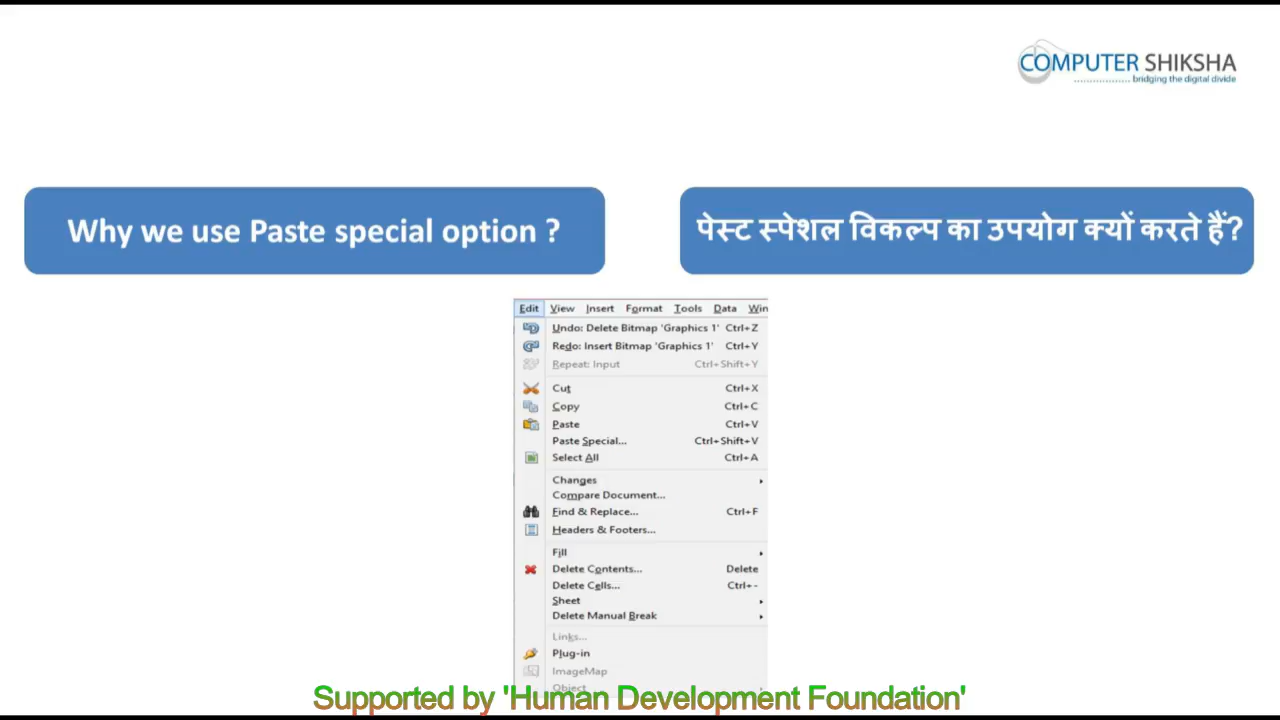 COMPUTER SHIKSHA
bridging the digital divide
Why we use Paste special option ?
पेस्ट स्पेशल विकल्प का उपयोग क्यों करते हैं?
Edit View Insert Format Tools Data Win
Undo: Delete Bitmap 'Graphics 1' Ctrl+Z
Redo: Insert Bitmap 'Graphics 1' Ctrl+Y
Repeat: Input Ctrl+Shift+Y
Cut Ctrl+X
Copy Ctrl+C
Paste Ctrl+V
Paste Special... Ctrl+Shift+V
Select All Ctrl+A
Changes
Compare Document...
Find & Replace... Ctrl+F
Headers & Footers...
Fill
Delete Contents... Delete
Delete Cells... Ctrl+-
Sheet
Delete Manual Break
Links...
Plug-in
ImageMap
Object
Supported by 'Human Development Foundation'